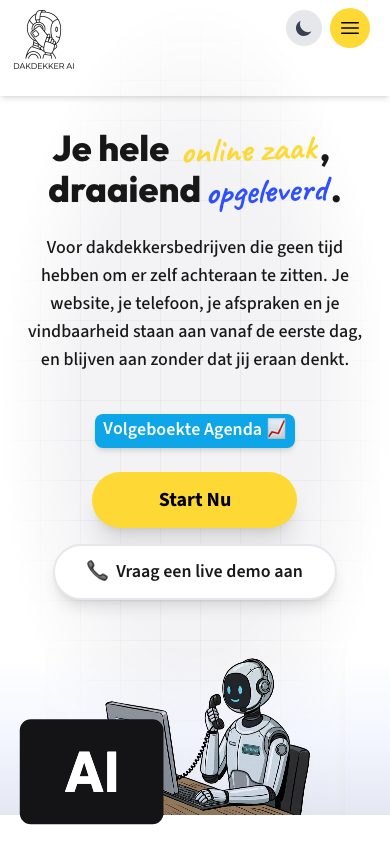 DAKDEKKER AI
Je hele online zaak,
draaiend opgeleverd.
Voor dakdekkersbedrijven die geen tijd
hebben om er zelf achteraan te zitten. Je
website, je telefoon, je afspraken en je
vindbaarheid staan aan vanaf de eerste dag,
en blijven aan zonder dat jij eraan denkt.
Volgeboekte Agenda 📈
Start Nu
📞 Vraag een live demo aan
AI